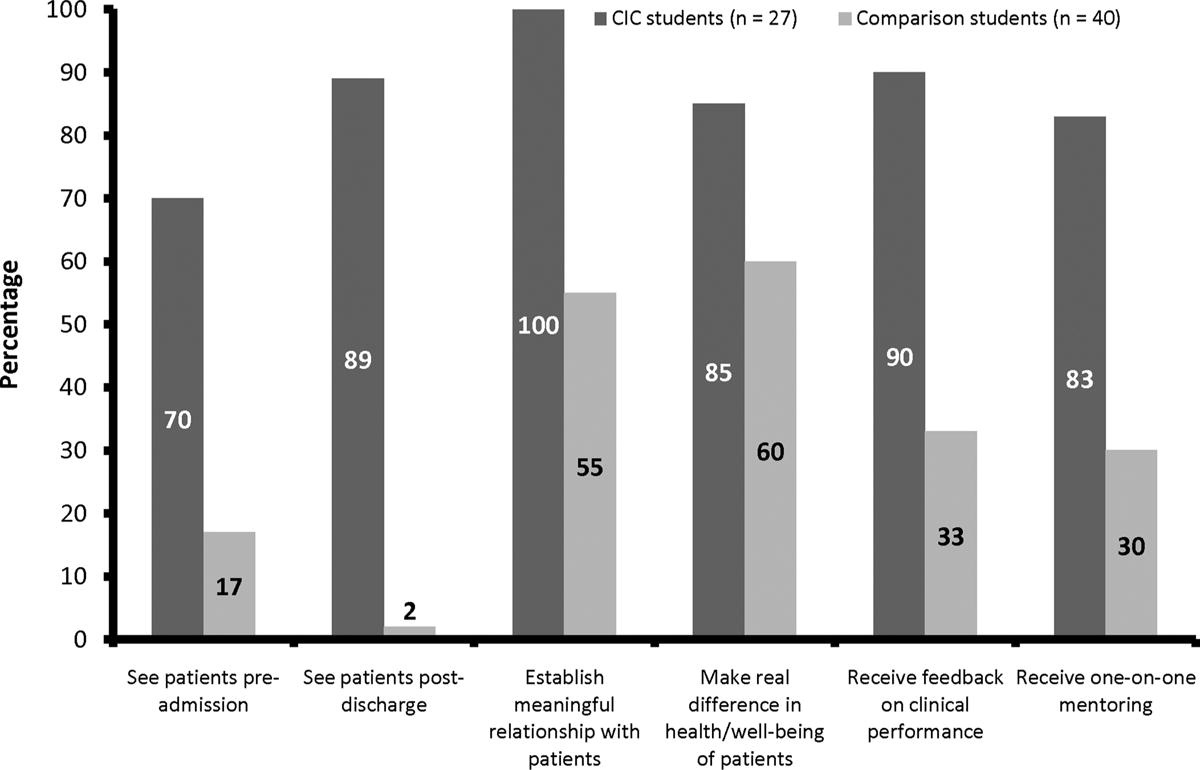 CIC students (n = 27)
Comparison students (n = 40)
Percentage
100
90
80
70
60
50
40
30
20
10
0
70
17
89
2
100
55
85
60
90
33
83
30
See patients pre-
admission
See patients post-
discharge
Establish
meaningful
relationship with
patients
Make real
difference in
health/well-being
of patients
Receive feedback
on clinical
performance
Receive one-on-one
mentoring